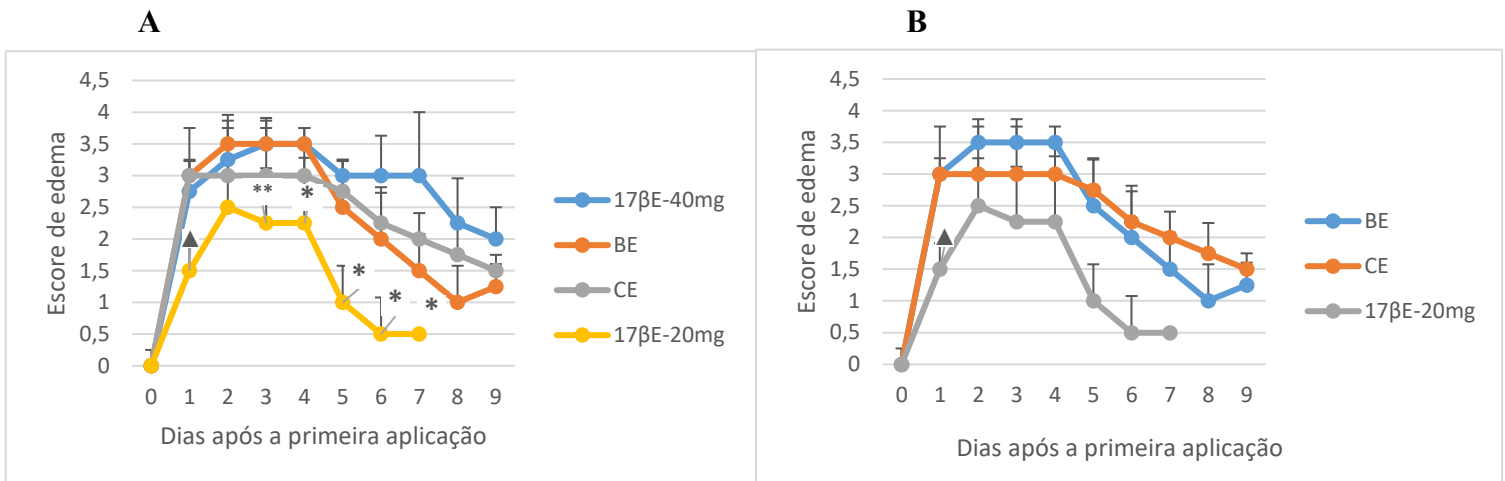 A
4,5
4
3,5
3
2,5
2
1,5
1
0,5
0
Escore de edema
▲
**
*
*
*
*
0 1 2 3 4 5 6 7 8 9
Dias após a primeira aplicação
17βE-40mg
BE
CE
17βE-20mg
B
4,5
4
3,5
3
2,5
2
1,5
1
0,5
0
Escore de edema
▲
0 1 2 3 4 5 6 7 8 9
Dias após a primeira aplicação
BE
CE
17βE-20mg